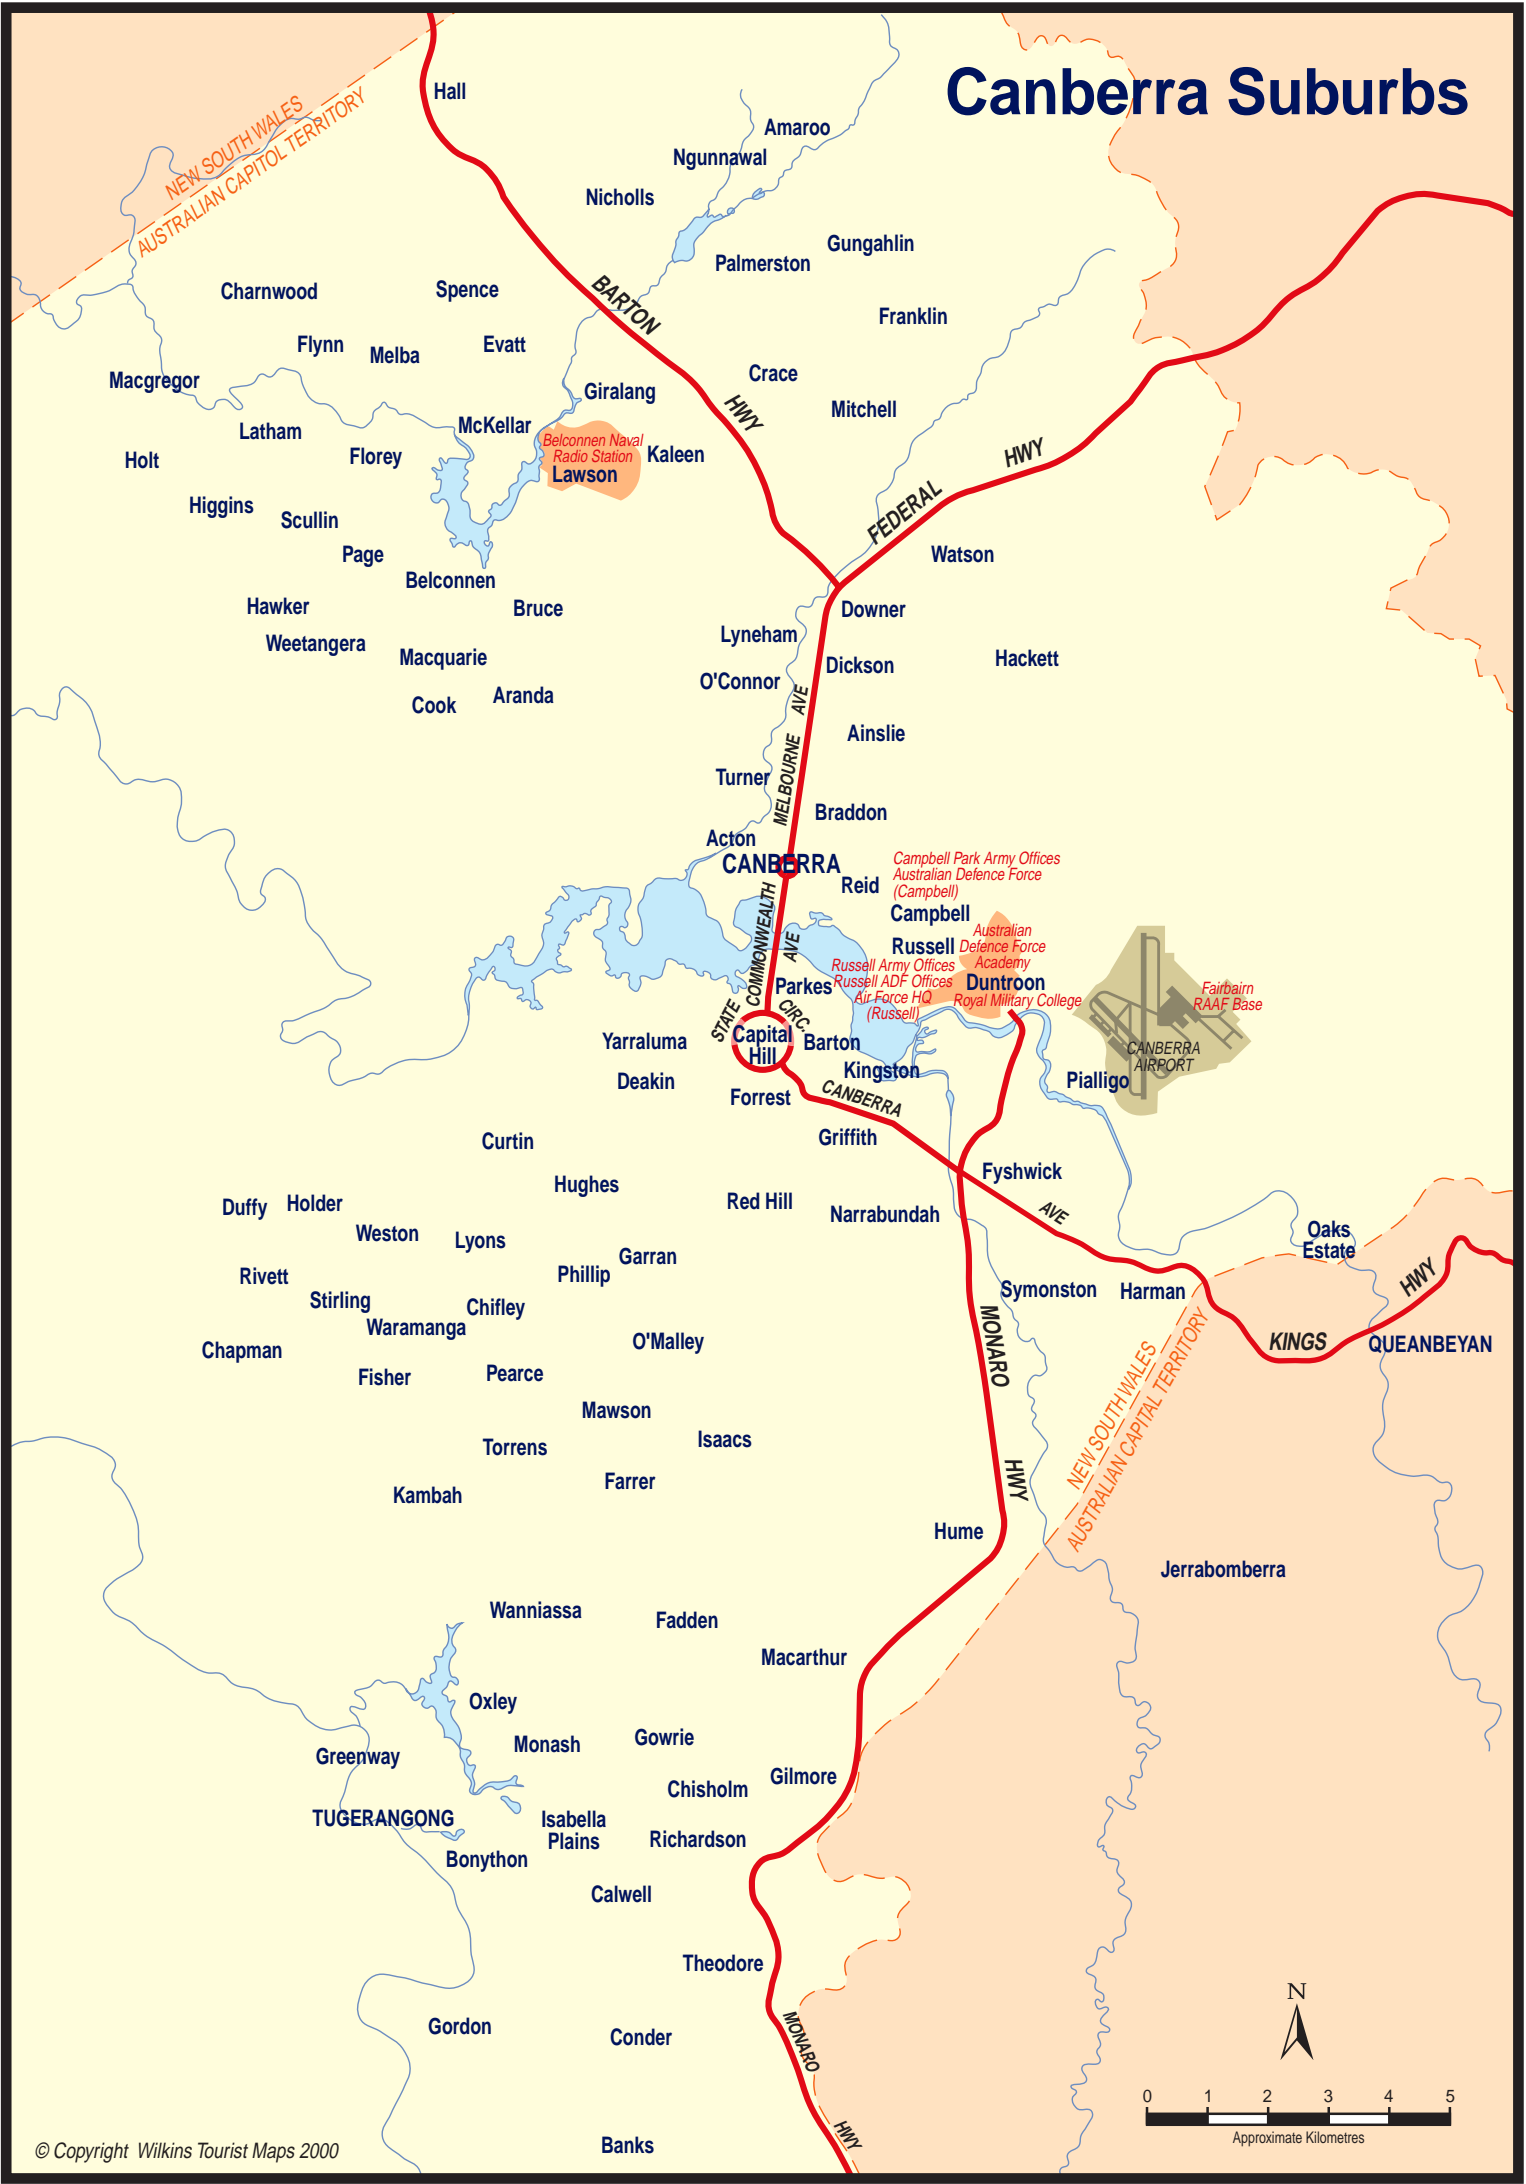 Canberra Suburbs
Hall
NEW SOUTH WALES
AUSTRALIAN CAPITOL TERRITORY
Amaroo
Ngunnawal
Nicholls
Gungahlin
Palmerston
Charnwood
Spence
BARTON
Franklin
Flynn
Melba
Evatt
Macgregor
Giralang
Crace
HWY
Mitchell
Latham
McKellar
Belconnen Naval
Radio Station
Lawson
Kaleen
HWY
Holt
Florey
Higgins
Scullin
FEDERAL
Page
Watson
Belconnen
Hawker
Bruce
Downer
Weetangera
Lyneham
Macquarie
Dickson
Hackett
O'Connor
Cook
Aranda
AVE
Ainslie
MELBOURNE
Turner
Braddon
Acton
CANBERRA
Campbell Park Army Offices
Australian Defence Force
(Campbell)
Reid
Campbell
COMMONWEALTH
AVE
Russell
Australian
Defence Force
Academy
Russell Army Offices
Russell ADF Offices
Air Force HQ
(Russell)
Parkes
Duntroon
Royal Military College
Fairbairn
RAAF Base
STATE
CIRC.
Capital
Hill
Yarraluma
Barton
CANBERRA
AIRPORT
Kingston
Deakin
Pialligo
Forrest
CANBERRA
Griffith
Curtin
Hughes
Fyshwick
Duffy
Holder
Red Hill
Narrabundah
AVE
Weston
Lyons
Oaks
Estate
Garran
Rivett
Phillip
HWY
Symonston
Harman
Stirling
Chifley
Waramanga
MONARO
O'Malley
KINGS
QUEANBEYAN
Chapman
Fisher
Pearce
NEW SOUTH WALES
AUSTRALIAN CAPITAL TERRITORY
Mawson
Torrens
Isaacs
Farrer
HWY
Kambah
Hume
Jerrabomberra
Wanniassa
Fadden
Macarthur
Oxley
Gowrie
Monash
Greenway
Chisholm
Gilmore
TUGERANGONG
Isabella
Plains
Richardson
Bonython
Calwell
Theodore
N
Gordon
Conder
MONARO
0 1 2 3 4 5
Approximate Kilometres
HWY
Banks
© Copyright Wilkins Tourist Maps 2000